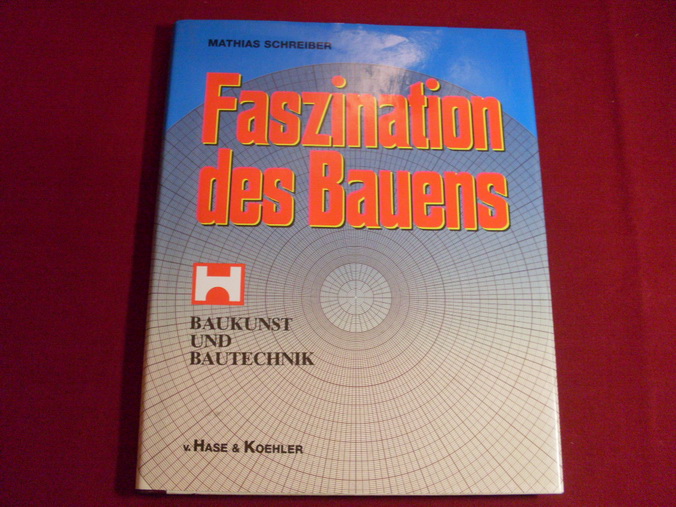 MATHIAS SCHREIBER
Faszination
des Bauens
BAUKUNST
UND
BAUTECHNIK
v. HASE & KOEHLER